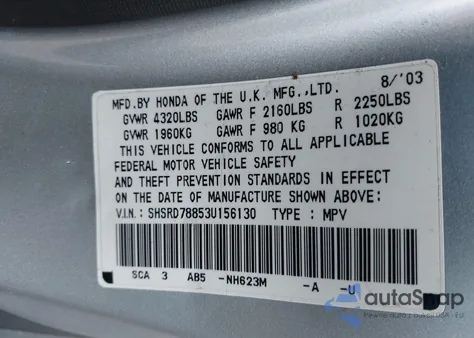 MFD.BY HONDA OF THE U.K. MFG.,LTD. 8/'03
GVWR 4320LBS GAWR F 2160LBS R 2250LBS
GVWR 1960KG GAWR F 980 KG R 1020KG
THIS VEHICLE CONFORMS TO ALL APPLICABLE
FEDERAL MOTOR VEHICLE SAFETY
AND THEFT PREVENTION STANDARDS IN EFFECT
ON THE DATE OF MANUFACTURE SHOWN ABOVE:
V.IN.: SHSRD78853U156130 TYPE : MPV
SCA 3 AB5 -NH623M -A -U
autoSnap